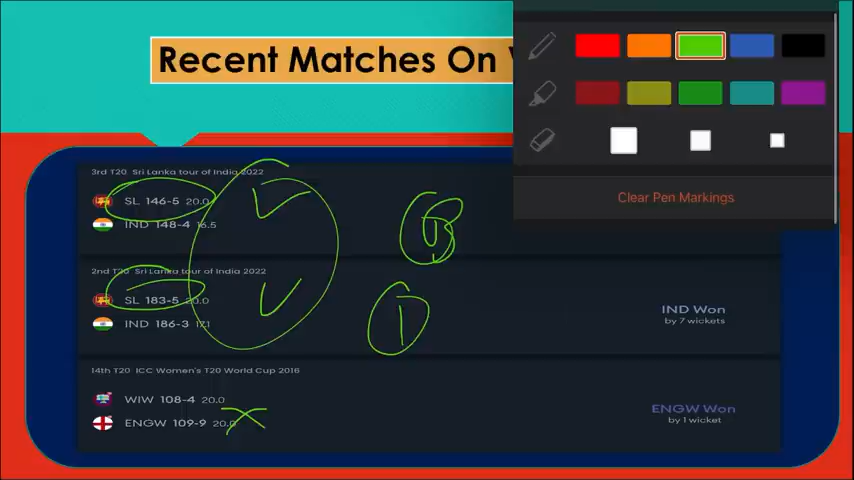 Recent Matches On
Clear Pen Markings
3rd T20 Sri Lanka tour of India 2022
SL 146-5 20.0
IND 148-4 16.5
2nd T20 Sri Lanka tour of India 2022
SL 183-5 20.0
IND 186-3 17.1
IND Won
by 7 wickets
14th T20 ICC Women's T20 World Cup 2016
WIW 108-4 20.0
ENGW 109-9 20.0
ENGW Won
by 1 wicket